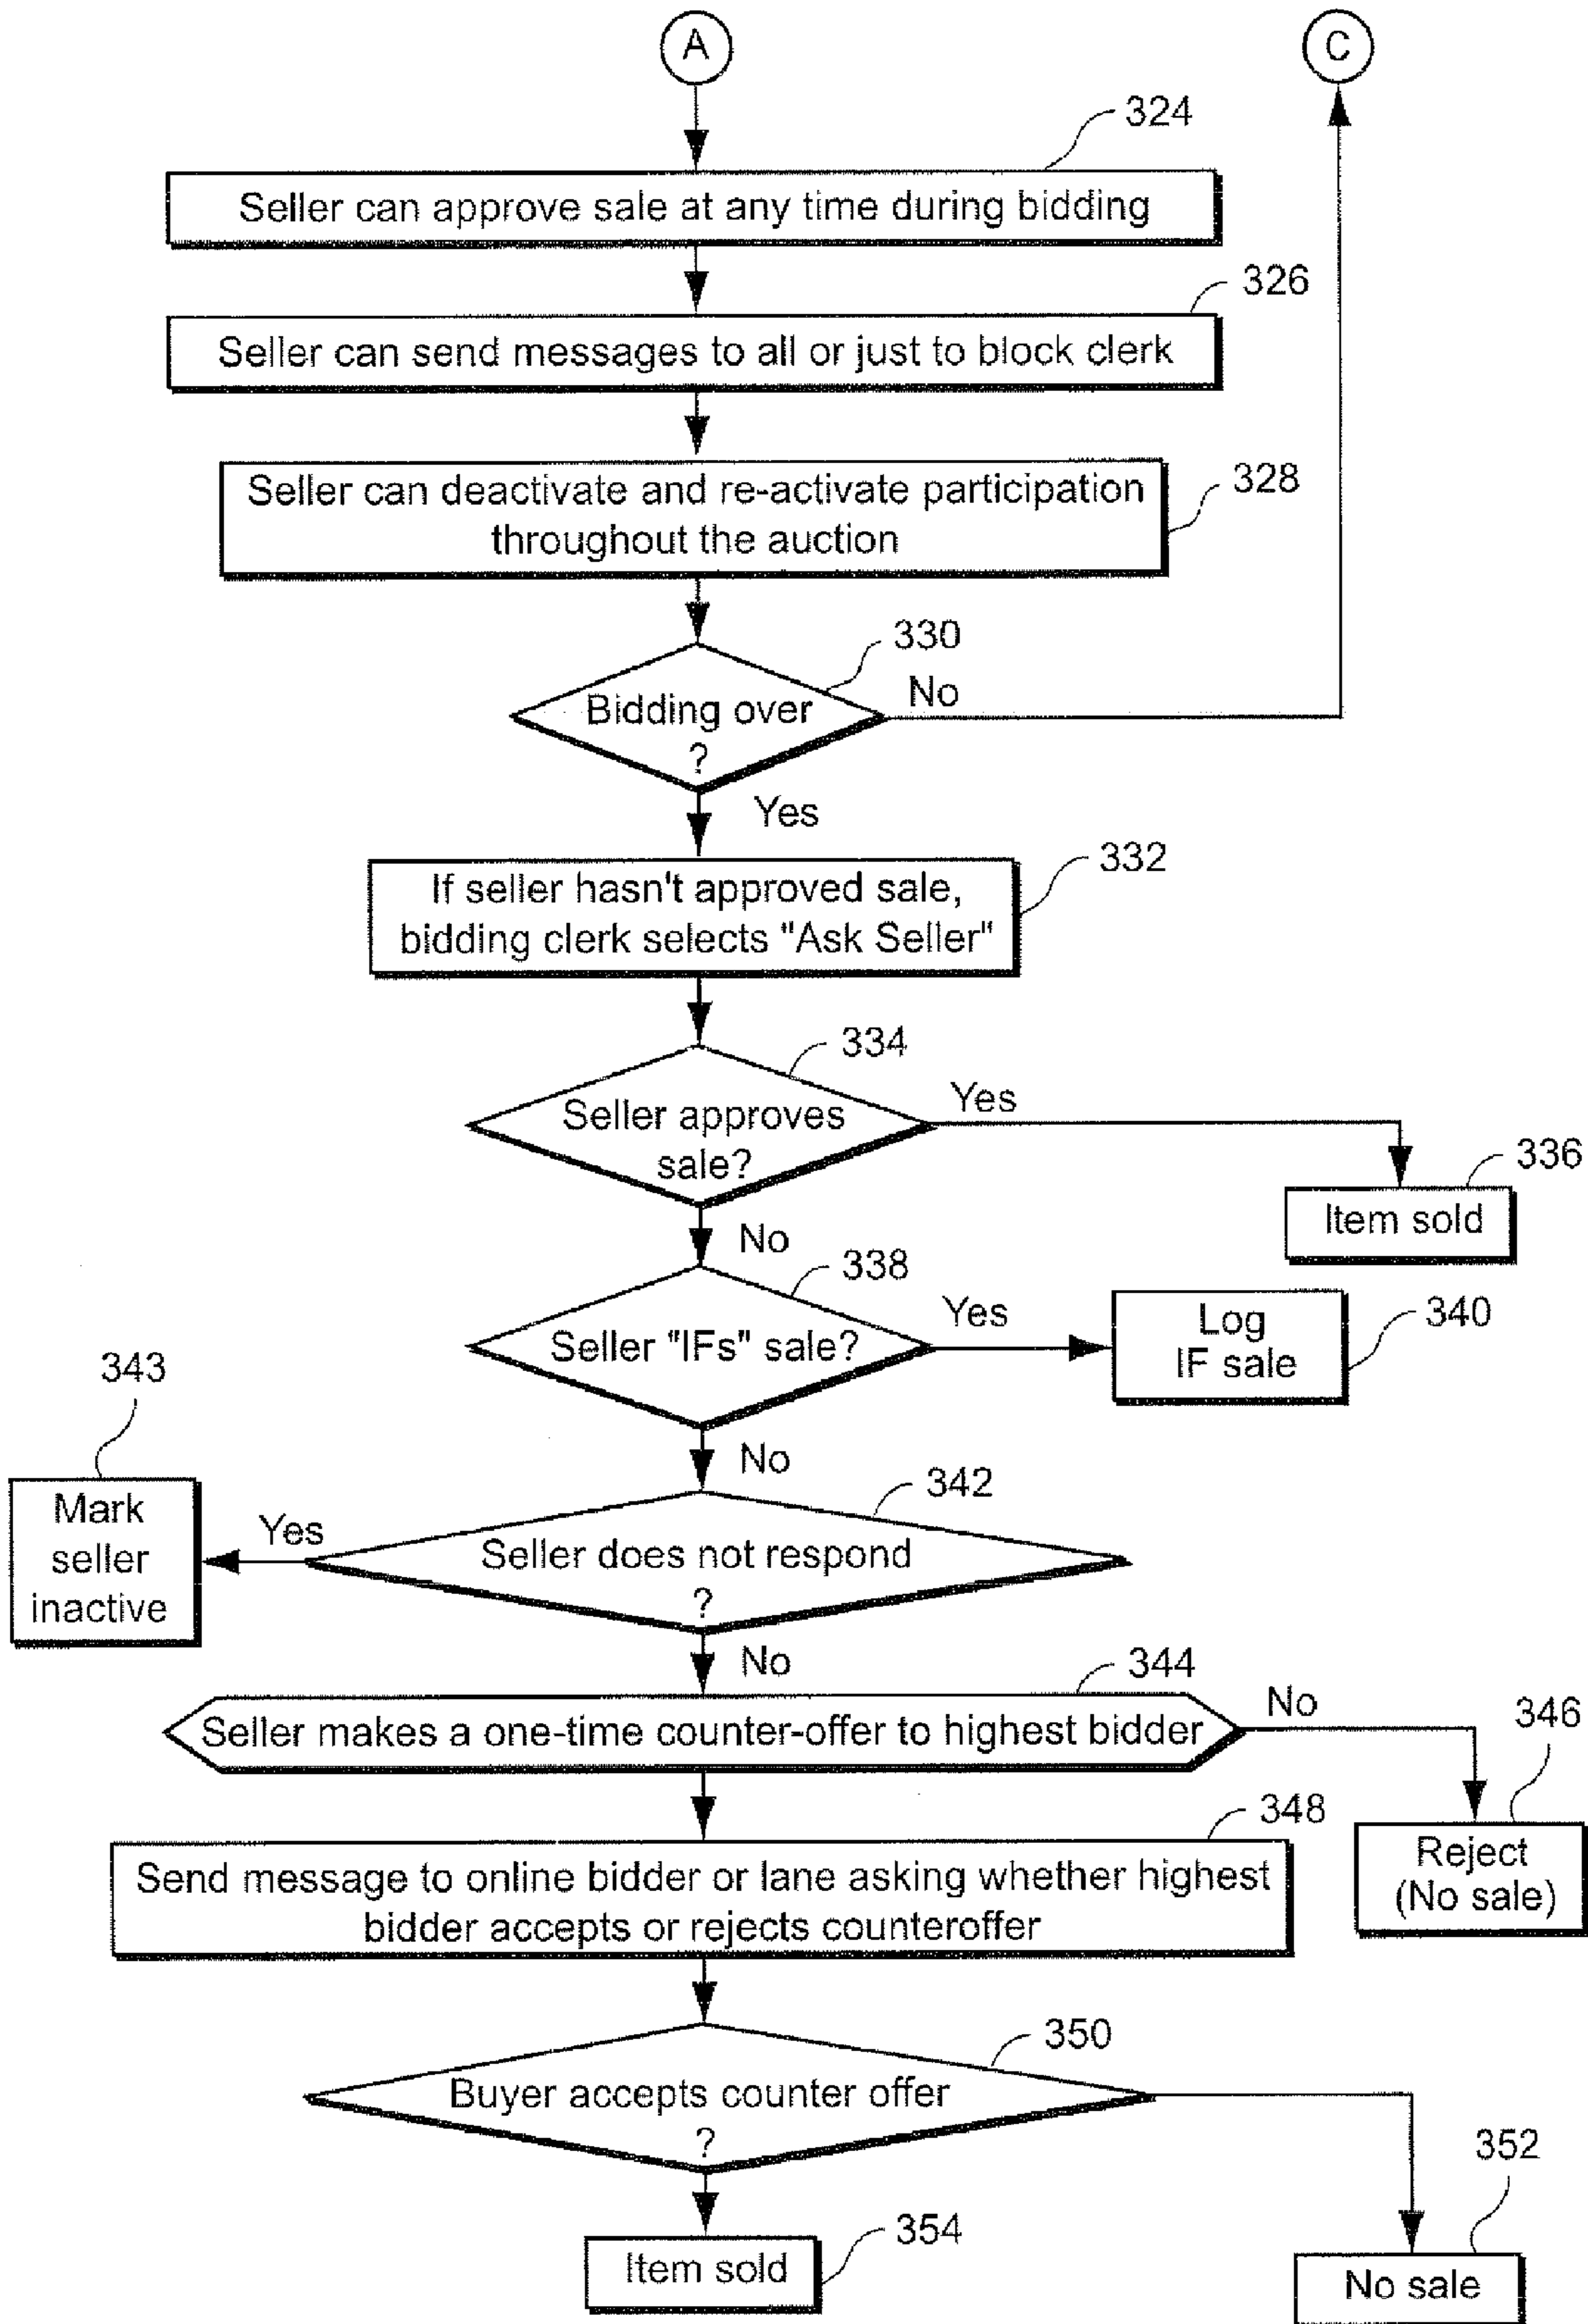 A
C
324
Seller can approve sale at any time during bidding
326
Seller can send messages to all or just to block clerk
328
Seller can deactivate and re-activate participation
throughout the auction
330
Bidding over
?
No
Yes
332
If seller hasn't approved sale,
bidding clerk selects "Ask Seller"
334
Seller approves
sale?
Yes
336
Item sold
No
338
Seller "IFs" sale?
Yes
340
Log
IF sale
No
343
Mark
seller
inactive
342
Yes
Seller does not respond
?
No
344
Seller makes a one-time counter-offer to highest bidder
No
346
Reject
(No sale)
348
Send message to online bidder or lane asking whether highest
bidder accepts or rejects counteroffer
350
Buyer accepts counter offer
?
352
No sale
354
Item sold